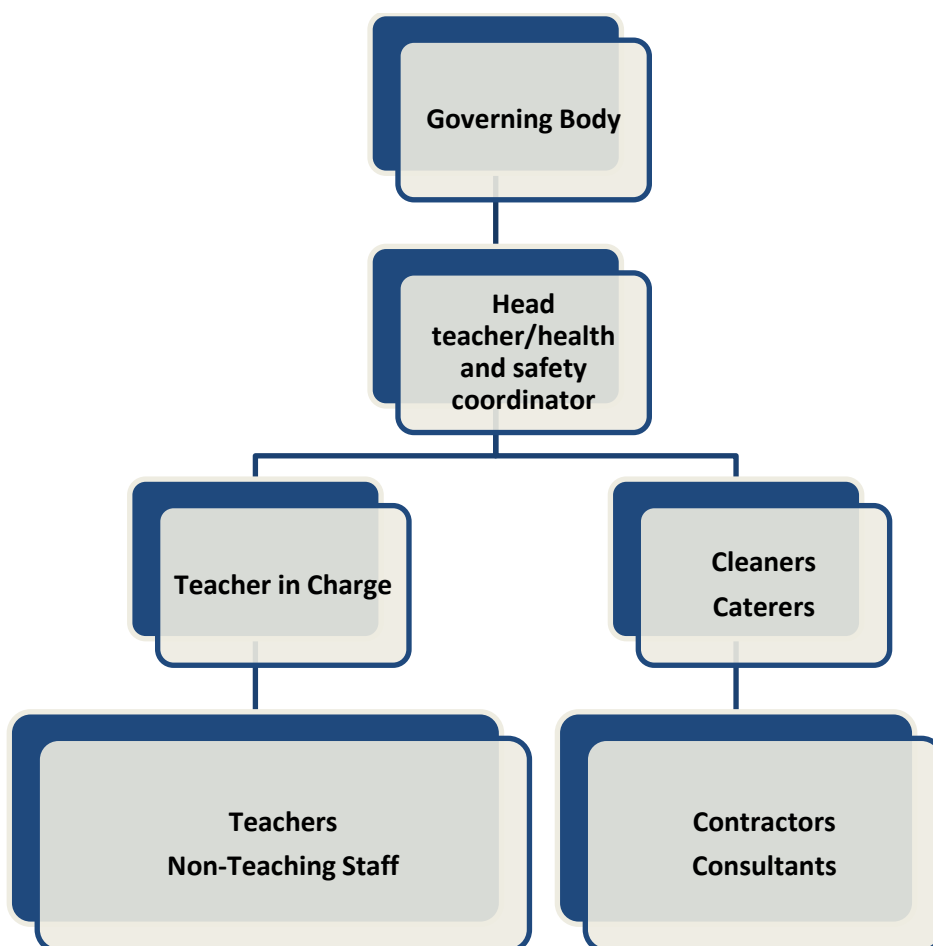 Governing Body
Head
teacher/health
and safety
coordinator
Teacher in Charge
Cleaners
Caterers
Teachers
Non-Teaching Staff
Contractors
Consultants